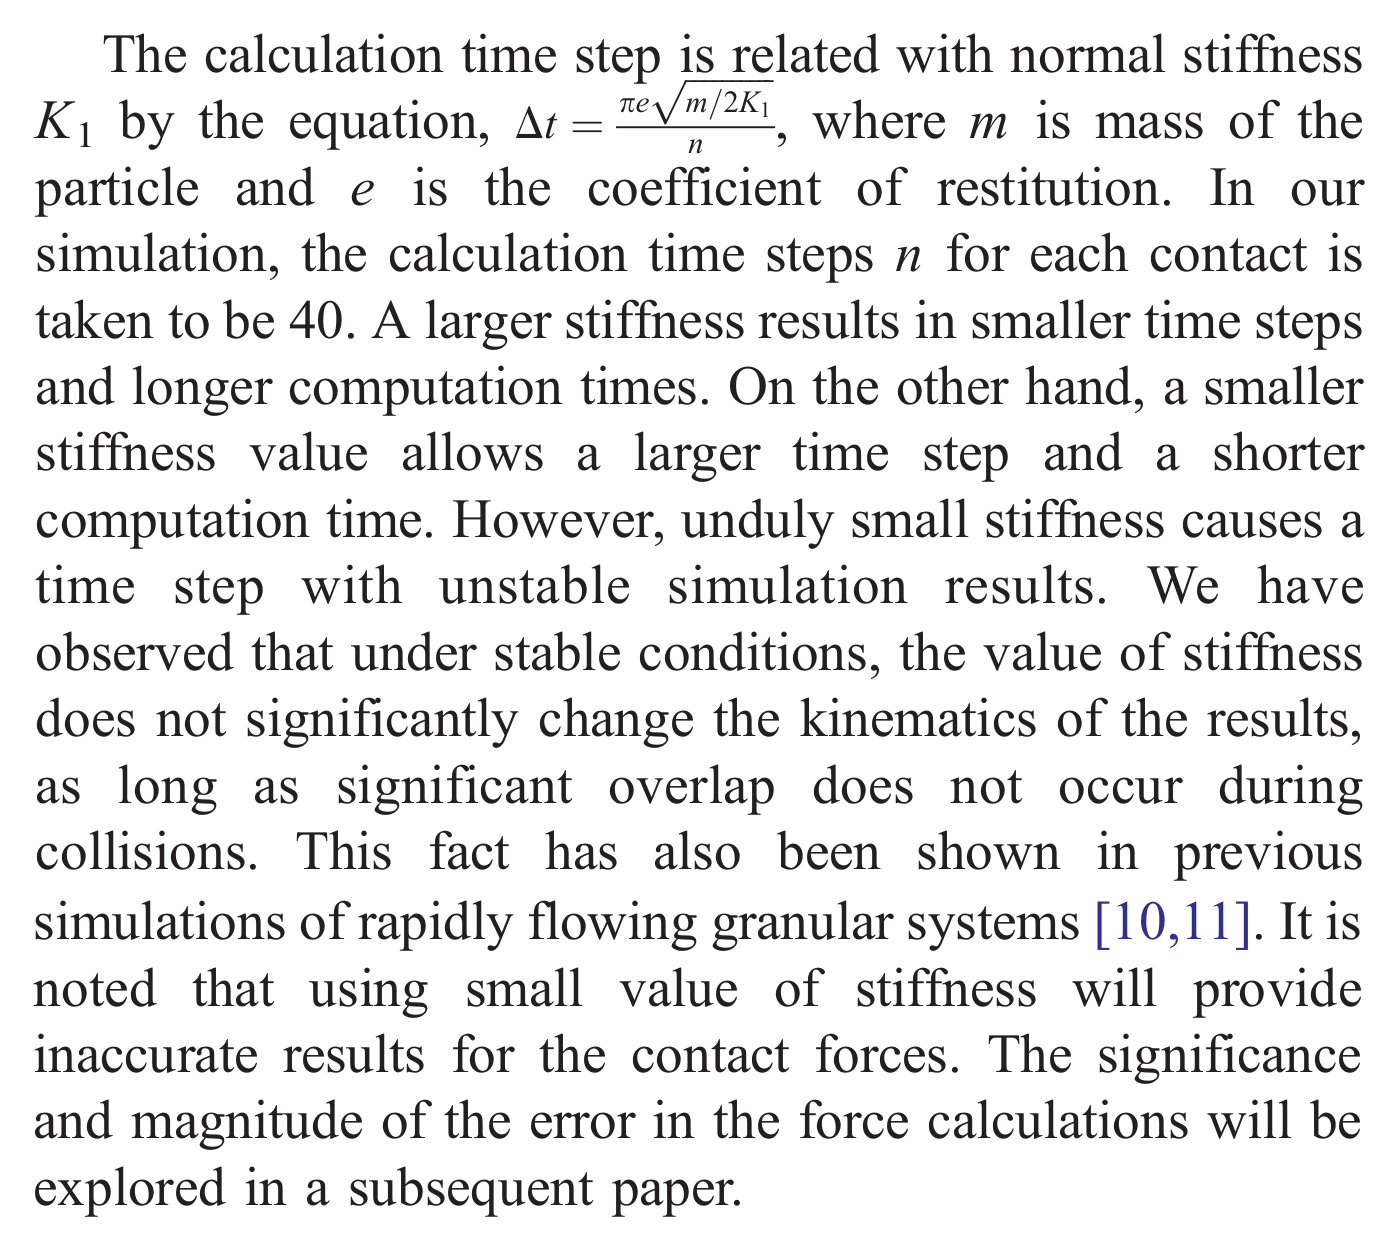 The calculation time step is related with normal stiffness
K₁ by the equation, Δt = πe√(m/2K₁)/n, where m is mass of the
particle and e is the coefficient of restitution. In our
simulation, the calculation time steps n for each contact is
taken to be 40. A larger stiffness results in smaller time steps
and longer computation times. On the other hand, a smaller
stiffness value allows a larger time step and a shorter
computation time. However, unduly small stiffness causes a
time step with unstable simulation results. We have
observed that under stable conditions, the value of stiffness
does not significantly change the kinematics of the results,
as long as significant overlap does not occur during
collisions. This fact has also been shown in previous
simulations of rapidly flowing granular systems [10,11]. It is
noted that using small value of stiffness will provide
inaccurate results for the contact forces. The significance
and magnitude of the error in the force calculations will be
explored in a subsequent paper.